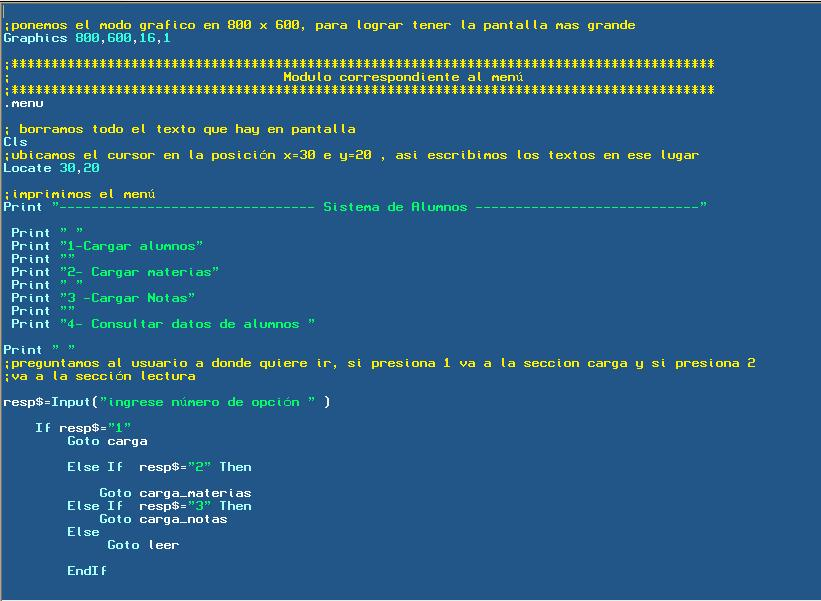 ;ponemos el modo grafico en 800 x 600, para lograr tener la pantalla mas grande
Graphics 800,600,16,1
;****************************************************************************************
; Modulo correspondiente al menú
;****************************************************************************************
.menu
; borramos todo el texto que hay en pantalla
Cls
;ubicamos el cursor en la posición x=30 e y=20 , asi escribimos los textos en ese lugar
Locate 30,20
;imprimimos el menú
Print "-------------------------------- Sistema de Alumnos ----------------------------"
Print " "
Print "1-Cargar alumnos"
Print ""
Print "2- Cargar materias"
Print " "
Print "3 -Cargar Notas"
Print ""
Print "4- Consultar datos de alumnos "
Print " "
;preguntamos al usuario a donde quiere ir, si presiona 1 va a la seccion carga y si presiona 2
;va a la sección lectura
resp$=Input("ingrese número de opción " )
If resp$="1"
Goto carga
Else If resp$="2" Then
Goto carga_materias
Else If resp$="3" Then
Goto carga_notas
Else
Goto leer
EndIf